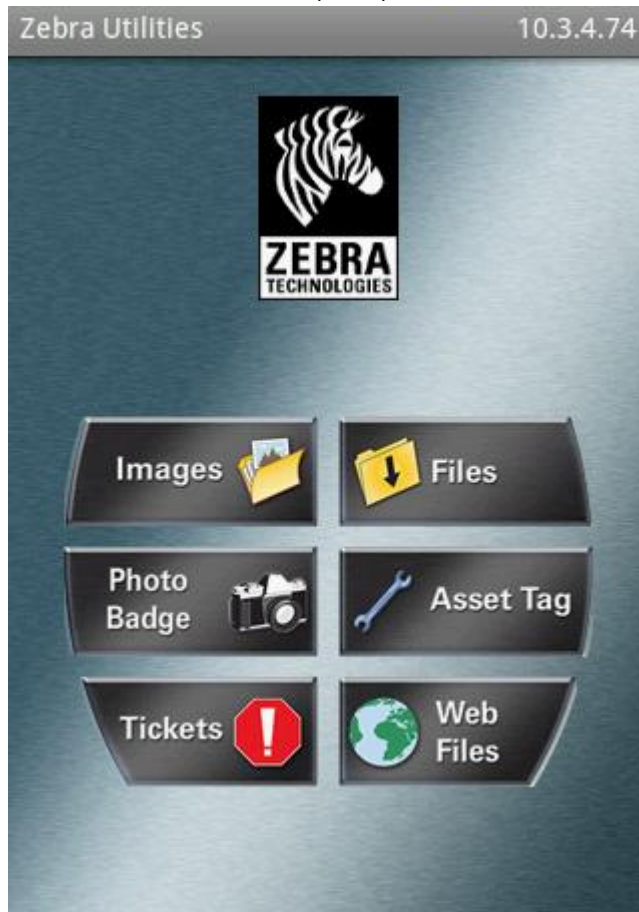 Zebra Utilities 10.3.4.74
ZEBRA
TECHNOLOGIES
Images
Files
Photo
Badge
Asset Tag
Tickets
!
Web
Files